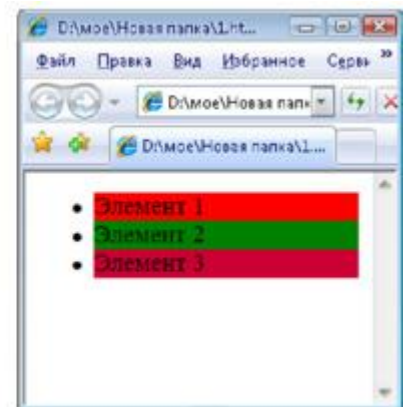 D:\мое\Новая папка\1.ht...
Файл Правка Вид Избранное Серви »
D:\мое\Новая папк
D:\мое\Новая папка\1....
• Элемент 1
• Элемент 2
• Элемент 3